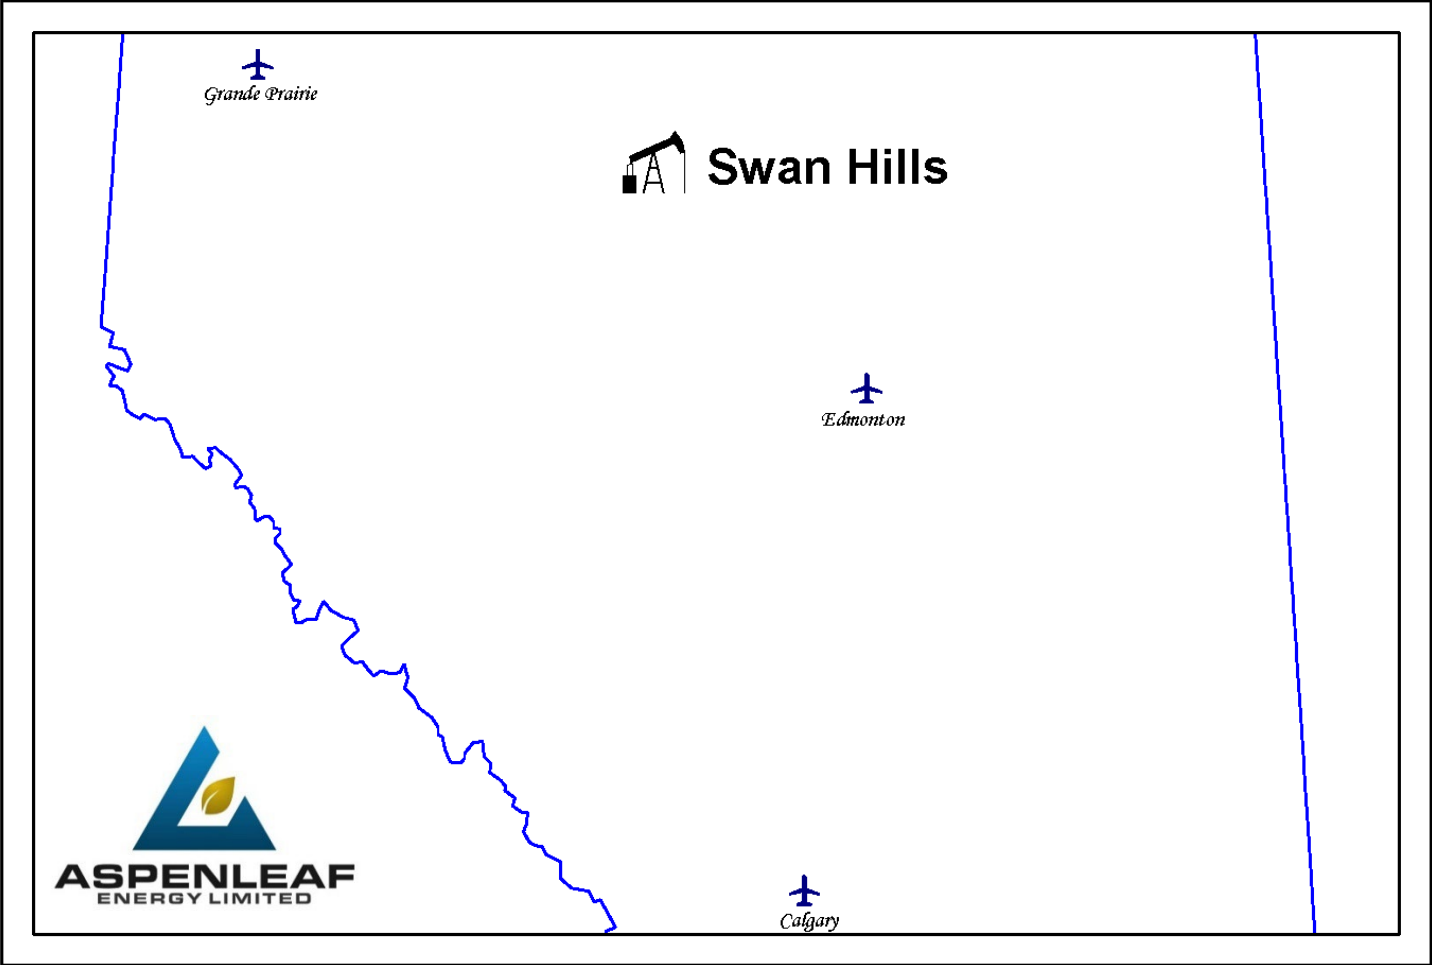 Grande Prairie
Swan Hills
Edmonton
ASPENLEAF
ENERGY LIMITED
Calgary